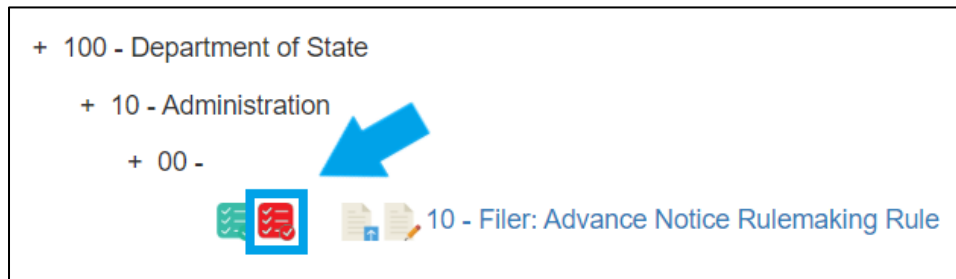 + 100 - Department of State
+ 10 - Administration
+ 00 -
10 - Filer: Advance Notice Rulemaking Rule